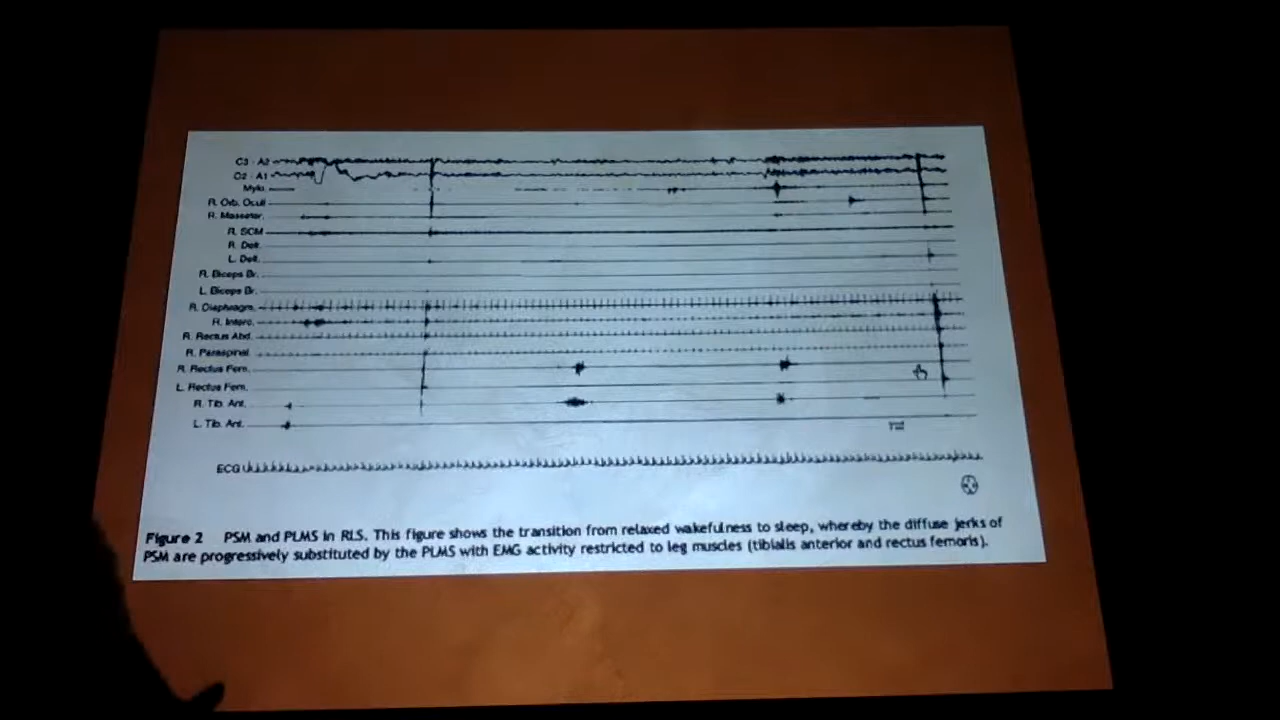 C3 - A2
O2 - A1
Mylo.
R. Orb. Oculi
R. Masseter.
R. SCM
R. Delt.
L. Delt.
R. Biceps Br.
L. Biceps Br.
R. Diaphragm.
R. Interc.
R. Rectus Abd.
R. Paraspinal.
R. Rectus Fem.
L. Rectus Fem.
R. Tib. Ant.
L. Tib. Ant.
ECG
Figure 2 PSM and PLMS in RLS. This figure shows the transition from relaxed wakefulness to sleep, whereby the diffuse jerks of
PSM are progressively substituted by the PLMS with EMG activity restricted to leg muscles (tibialis anterior and rectus femoris).